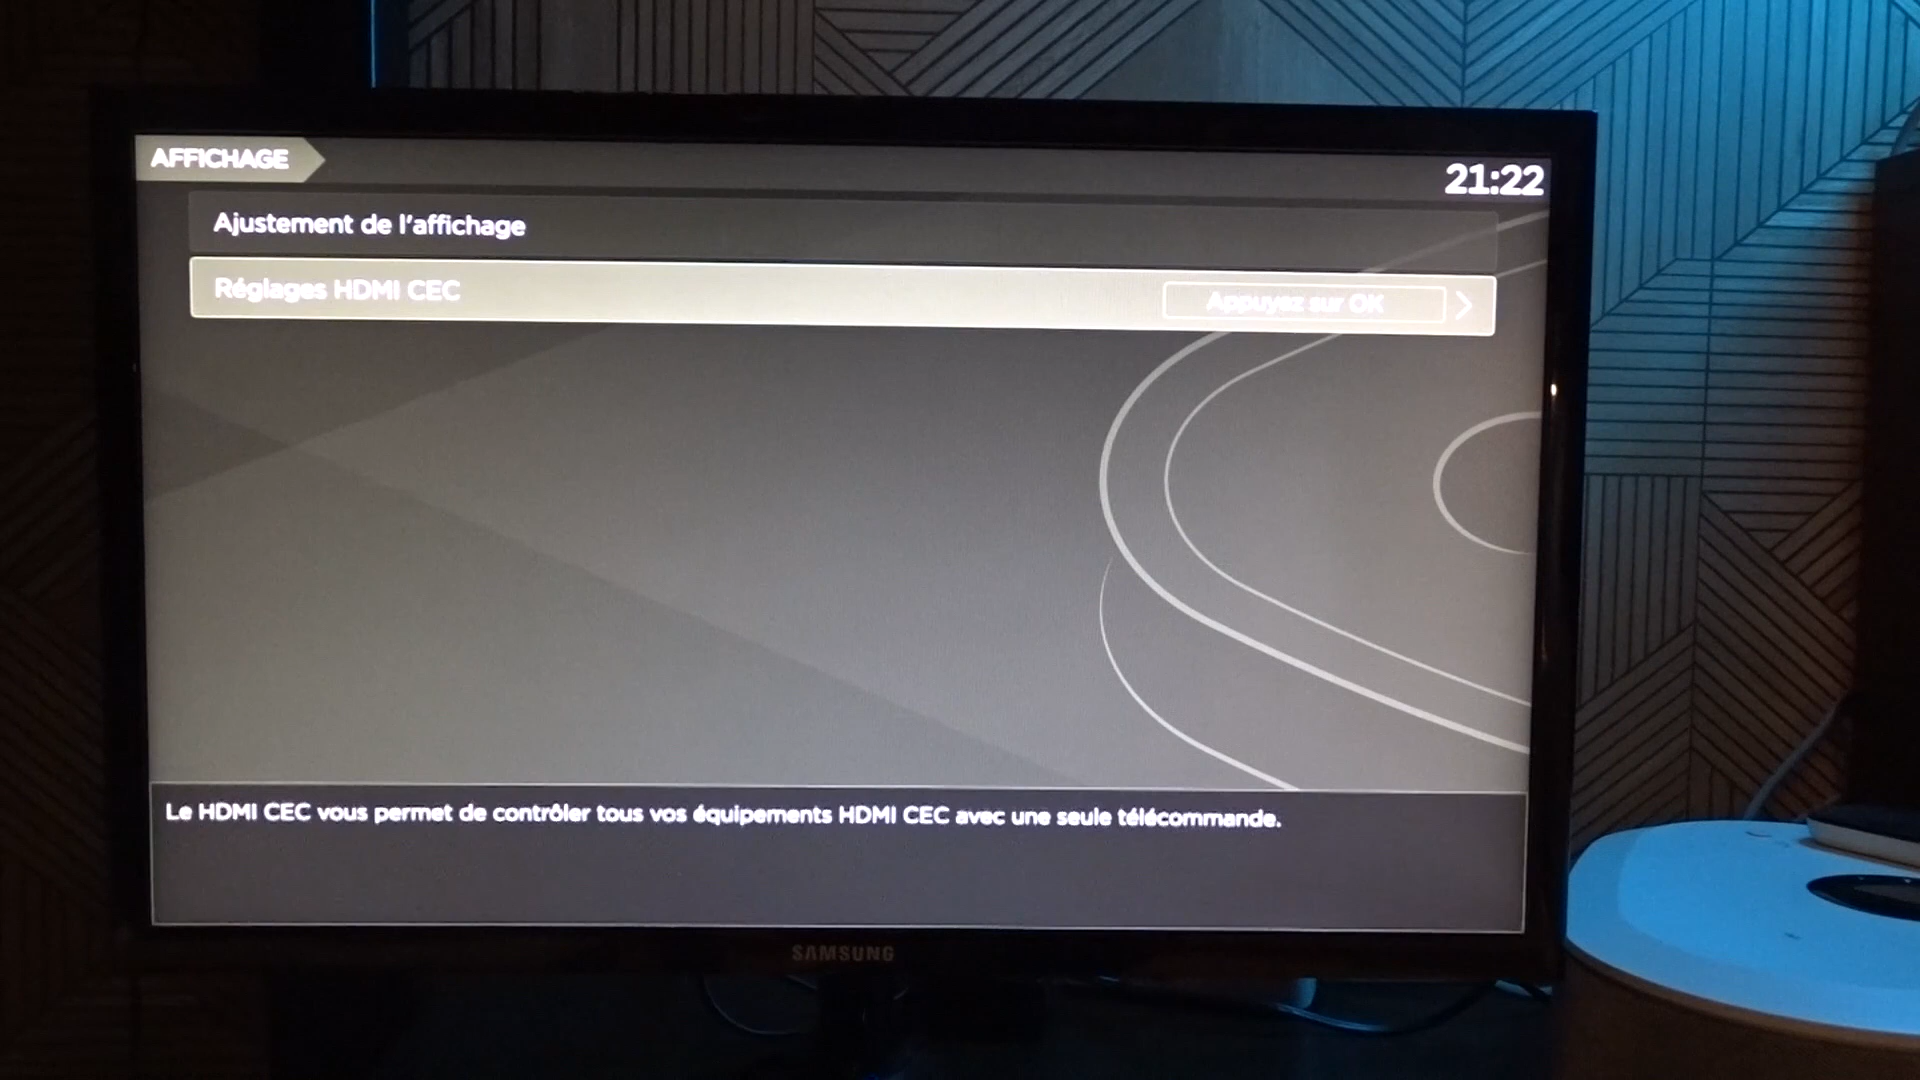 AFFICHAGE
21:22
Ajustement de l'affichage
Réglages HDMI CEC
Appuyez sur OK
Le HDMI CEC vous permet de contrôler tous vos équipements HDMI CEC avec une seule télécommande.
SAMSUNG